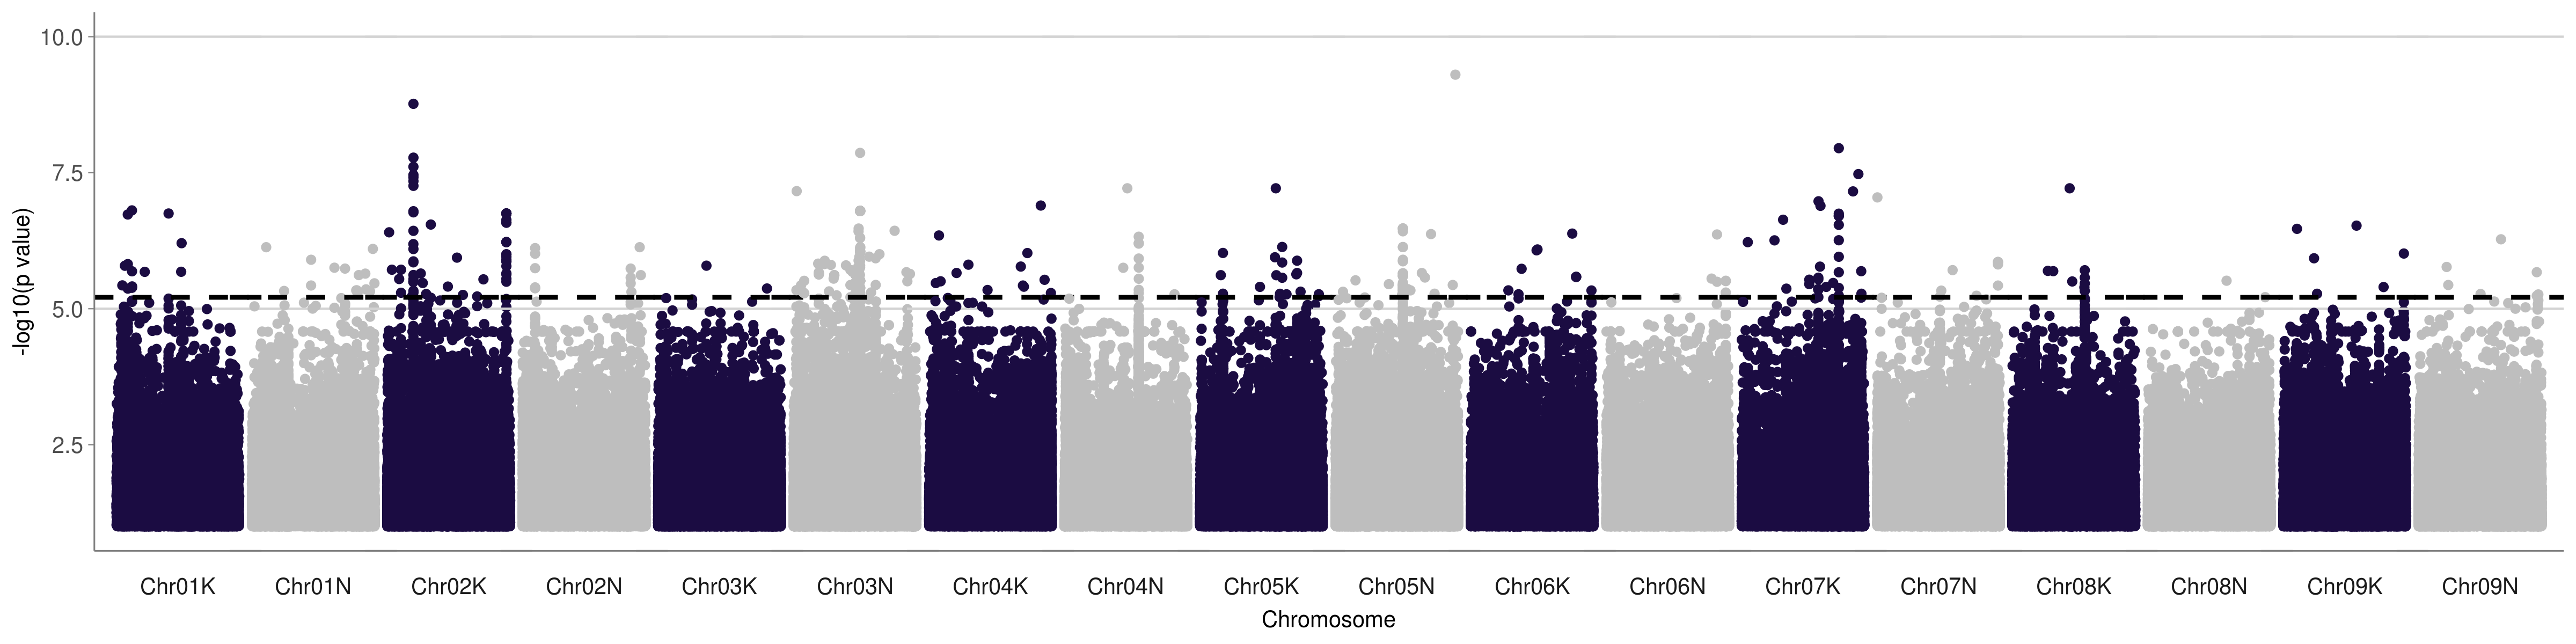 -log10(p value)
10.0
7.5
5.0
2.5
Chr01K Chr01N Chr02K Chr02N Chr03K Chr03N Chr04K Chr04N Chr05K Chr05N Chr06K Chr06N Chr07K Chr07N Chr08K Chr08N Chr09K Chr09N
Chromosome